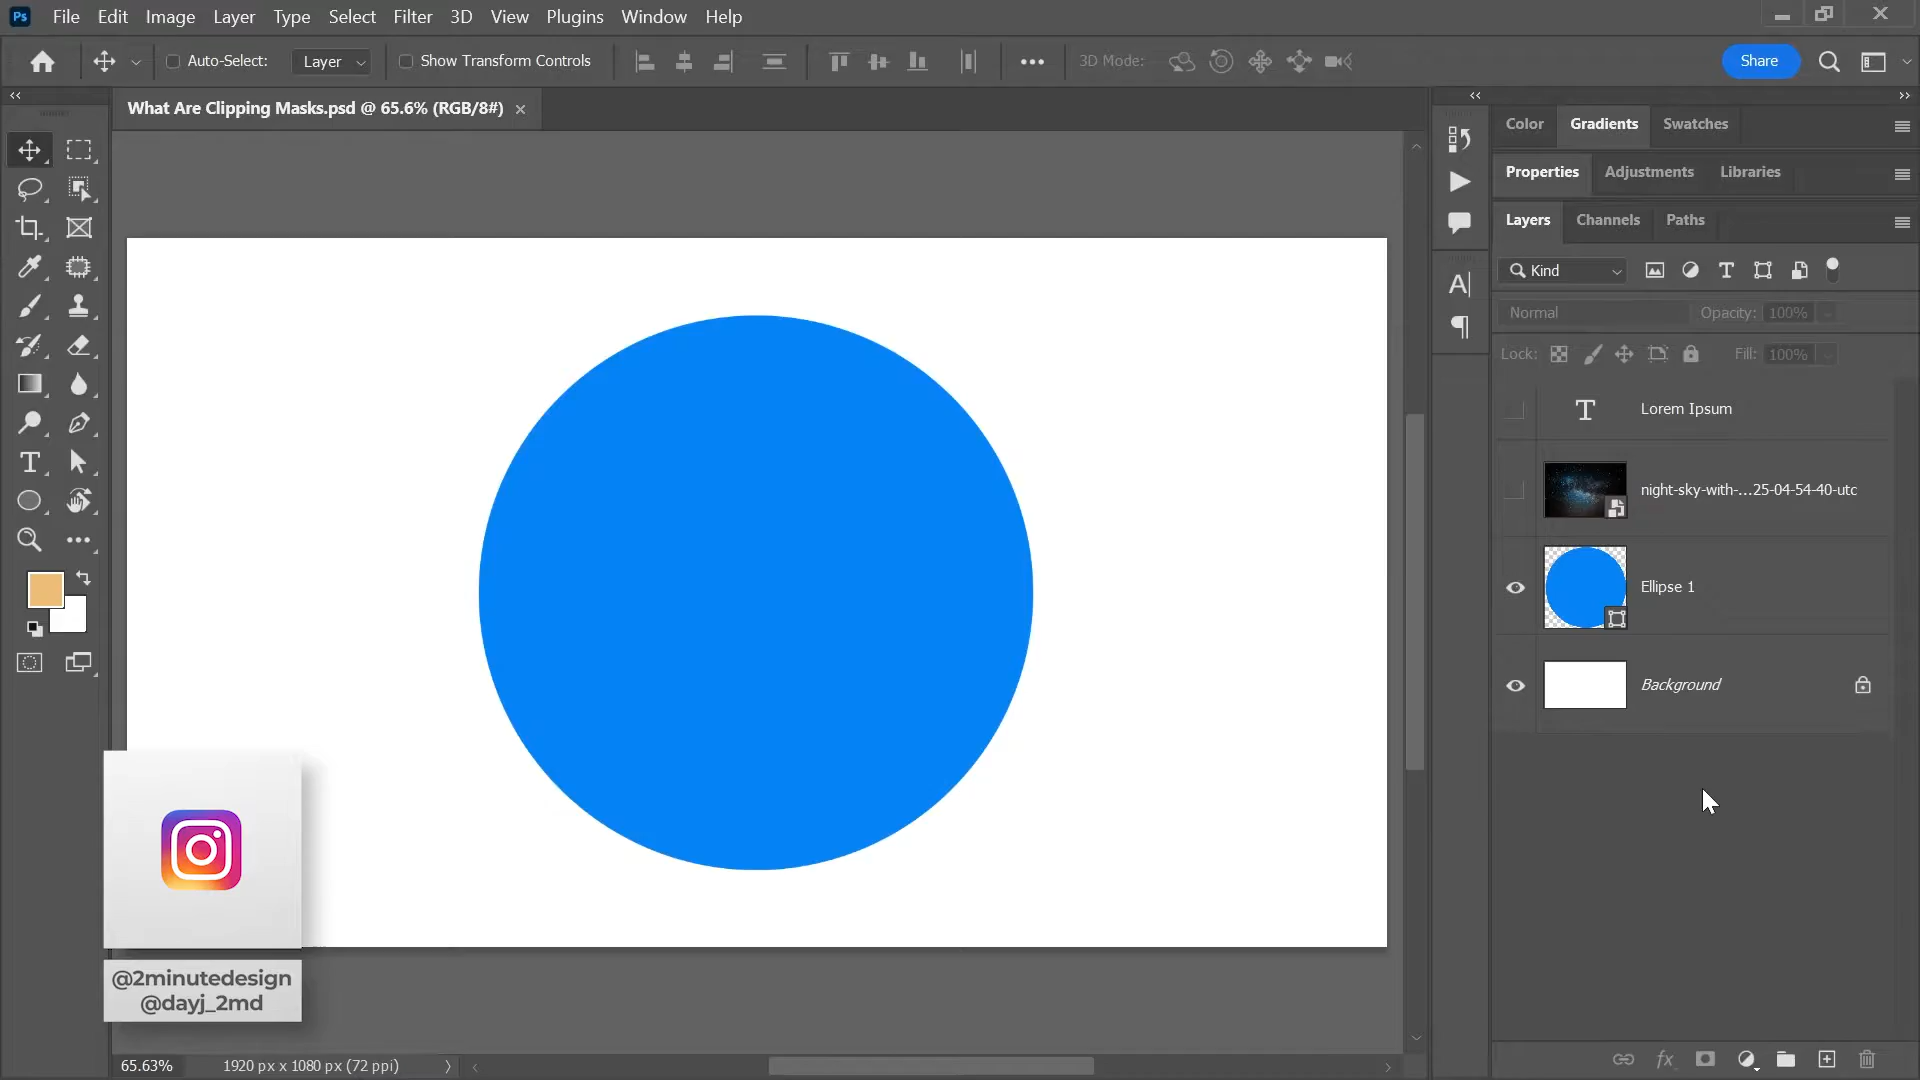 Ps File Edit Image Layer Type Select Filter 3D View Plugins Window Help
Auto-Select: Layer Show Transform Controls 3D Mode: Share
What Are Clipping Masks.psd @ 65.6% (RGB/8#)
Color Gradients Swatches
Properties Adjustments Libraries
Layers Channels Paths
Kind
Normal Opacity: 100%
Lock: Fill: 100%
Lorem Ipsum
night-sky-with-...25-04-54-40-utc
Ellipse 1
Background
@2minutedesign
@dayj_2md
65.63% 1920 px x 1080 px (72 ppi)
fx